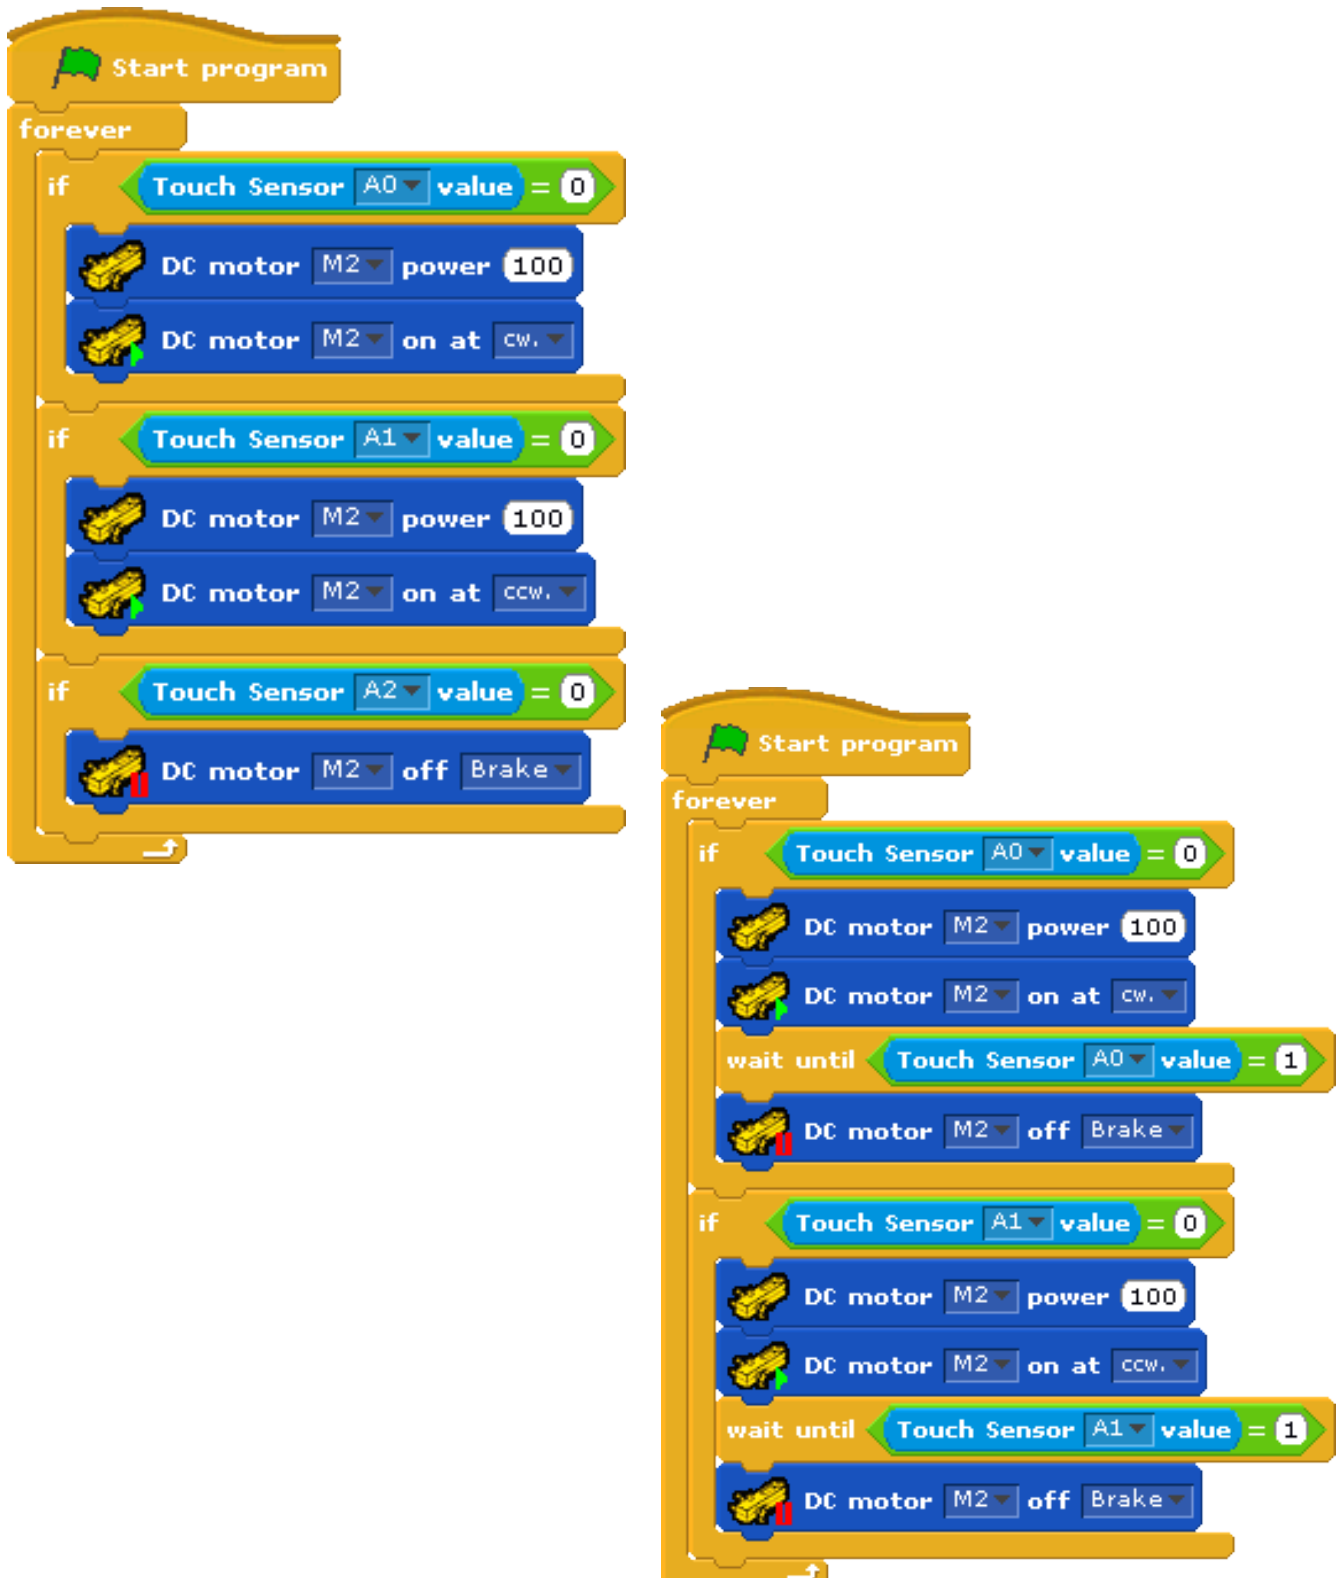 Start program
forever
if Touch Sensor A0 value = 0
DC motor M2 power 100
DC motor M2 on at cw.
if Touch Sensor A1 value = 0
DC motor M2 power 100
DC motor M2 on at ccw.
if Touch Sensor A2 value = 0
DC motor M2 off Brake
Start program
forever
if Touch Sensor A0 value = 0
DC motor M2 power 100
DC motor M2 on at cw.
wait until Touch Sensor A0 value = 1
DC motor M2 off Brake
if Touch Sensor A1 value = 0
DC motor M2 power 100
DC motor M2 on at ccw.
wait until Touch Sensor A1 value = 1
DC motor M2 off Brake